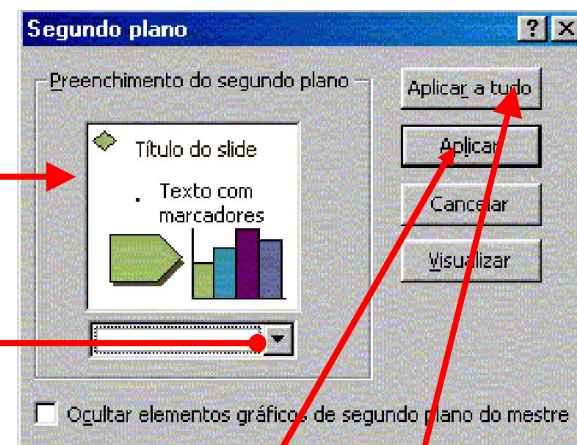 Segundo plano
Preenchimento do segundo plano
Título do slide
. Texto com
marcadores
Aplicar a tudo
Aplicar
Cancelar
Visualizar
Ocultar elementos gráficos de segundo plano do mestre